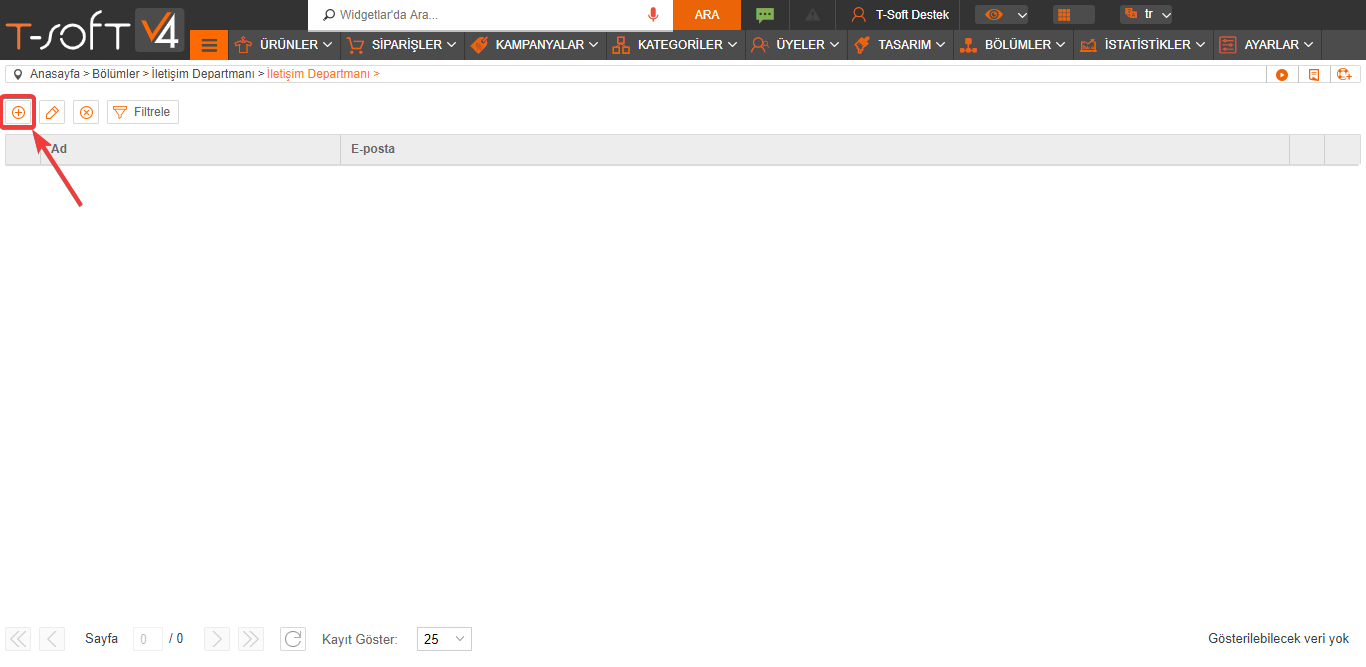 T-SOFT V4
Widgetlar'da Ara...
ARA
T-Soft Destek
tr
ÜRÜNLER
SİPARİŞLER
KAMPANYALAR
KATEGORİLER
ÜYELER
TASARIM
BÖLÜMLER
İSTATİSTİKLER
AYARLAR
Anasayfa > Bölümler > İletişim Departmanı > İletişim Departmanı >
Filtrele
Ad
E-posta
Sayfa 0 / 0
Kayıt Göster: 25
Gösterilebilecek veri yok